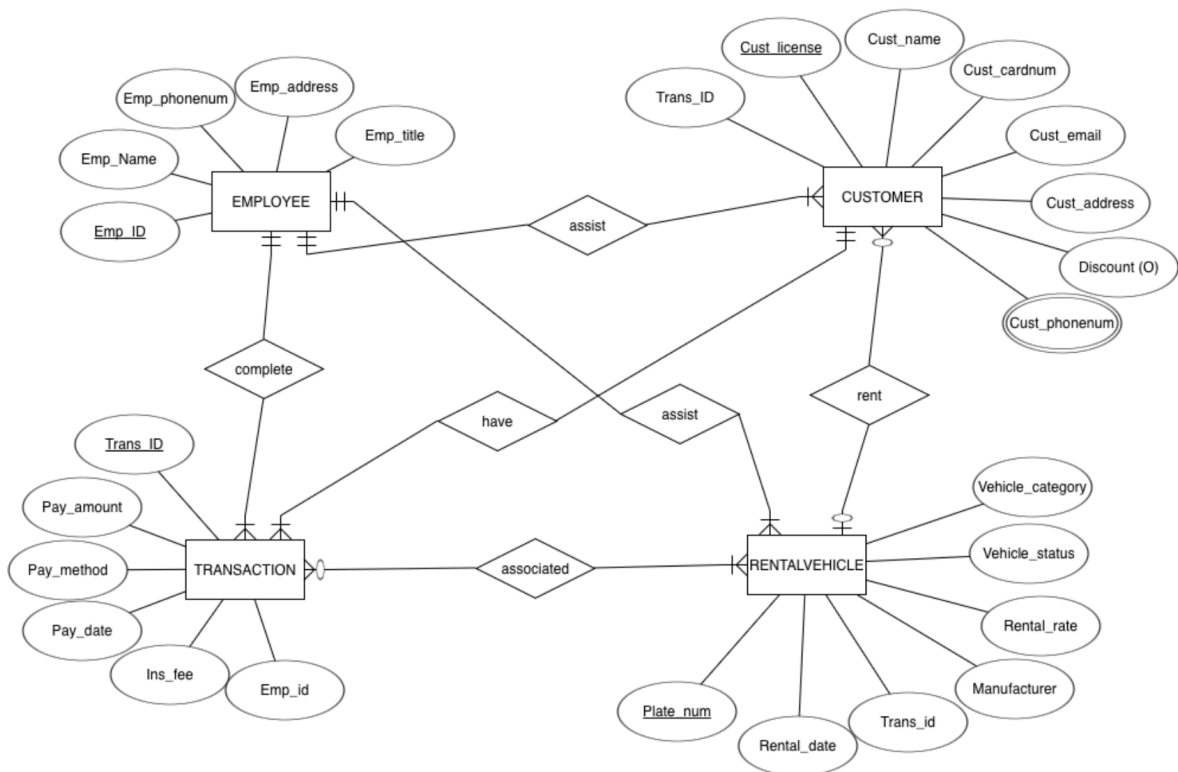 Cust_license
Cust_name
Cust_cardnum
Trans_ID
Cust_email
Cust_address
Discount (O)
Cust_phonenum
CUSTOMER
Emp_address
Emp_phonenum
Emp_title
Emp_Name
Emp_ID
EMPLOYEE
assist
complete
have
assist
rent
Trans_ID
Pay_amount
Pay_method
Pay_date
Ins_fee
Emp_id
TRANSACTION
associated
RENTALVEHICLE
Vehicle_category
Vehicle_status
Rental_rate
Manufacturer
Trans_id
Rental_date
Plate_num